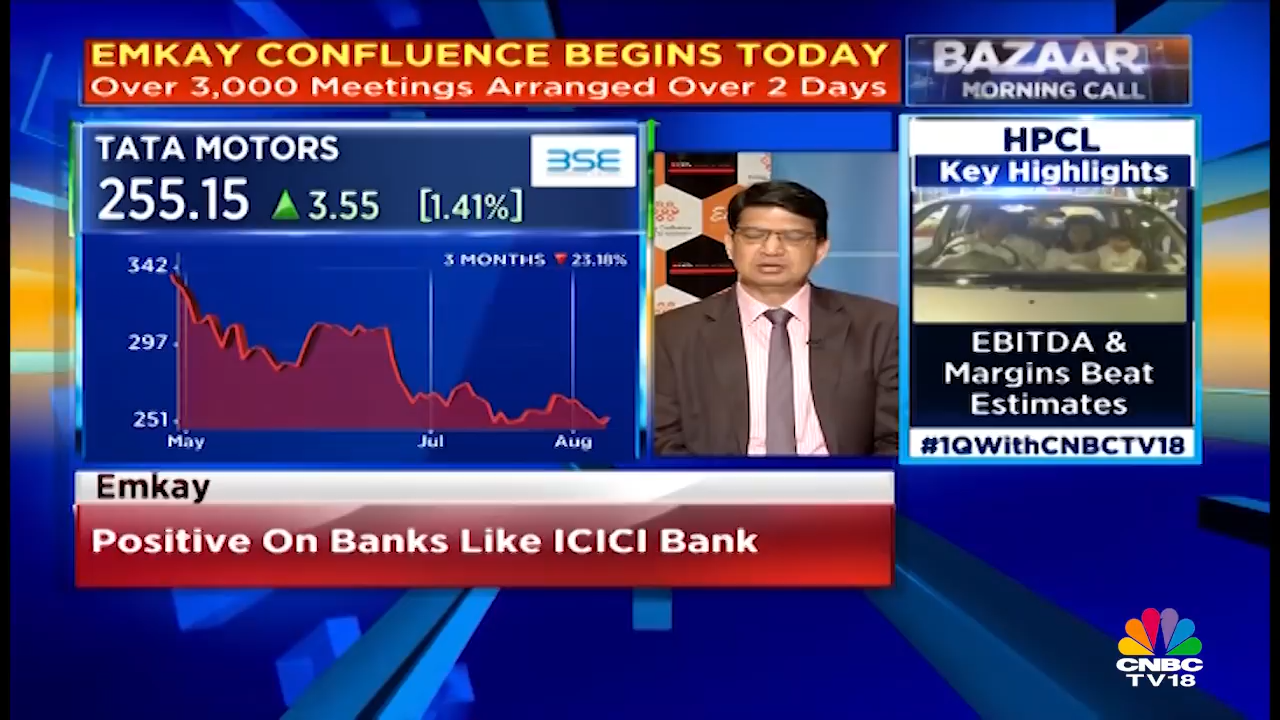 EMKAY CONFLUENCE BEGINS TODAY
Over 3,000 Meetings Arranged Over 2 Days
BAZAAR
MORNING CALL
TATA MOTORS
BSE
255.15 ▲ 3.55 [1.41%]
3 MONTHS ▼ 23.18%
342
297
251
May Jul Aug
HPCL
Key Highlights
EBITDA &
Margins Beat
Estimates
#1QWithCNBCTV18
Emkay
Positive On Banks Like ICICI Bank
CNBC
TV18